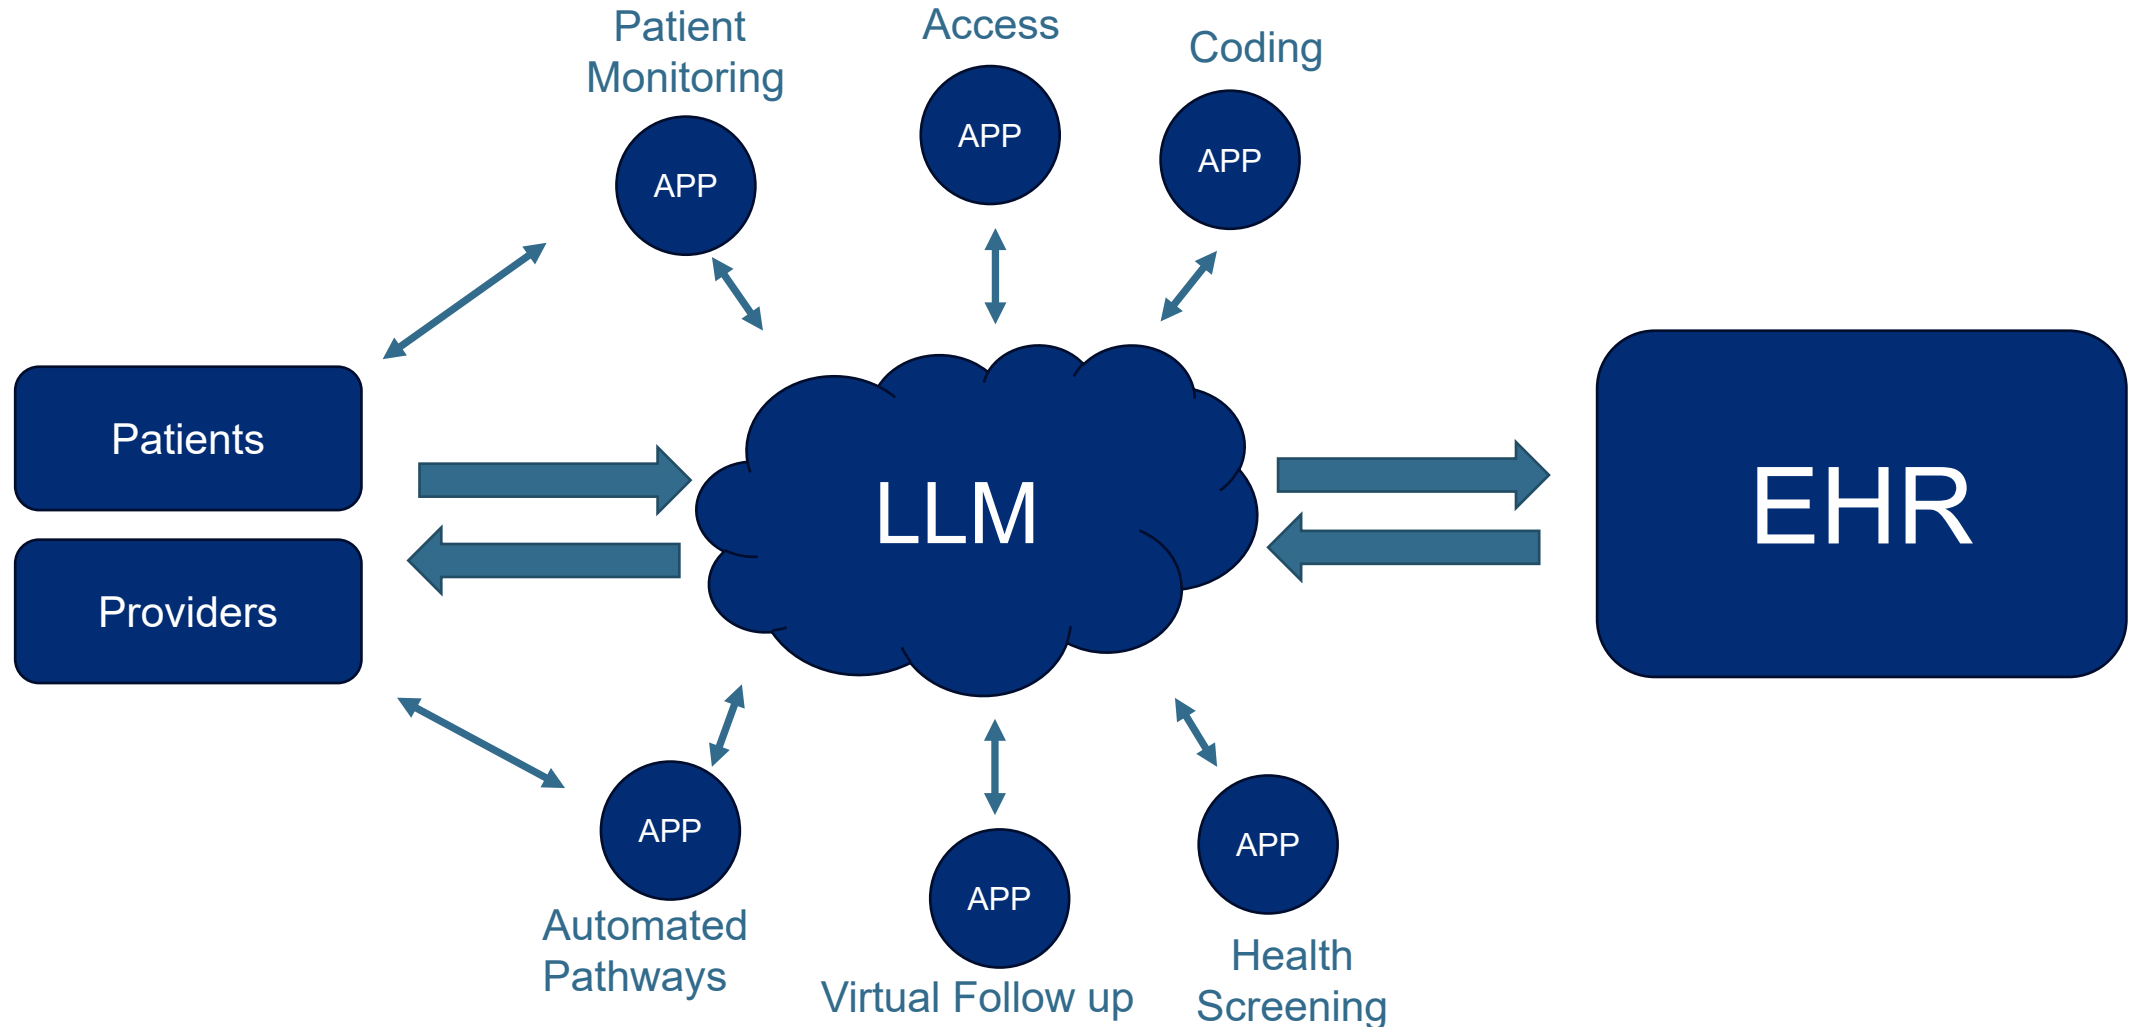 Patient
Monitoring
Access
Coding
APP
APP
APP
Patients
Providers
LLM
EHR
APP
APP
APP
Automated
Pathways
Virtual Follow up
Health
Screening